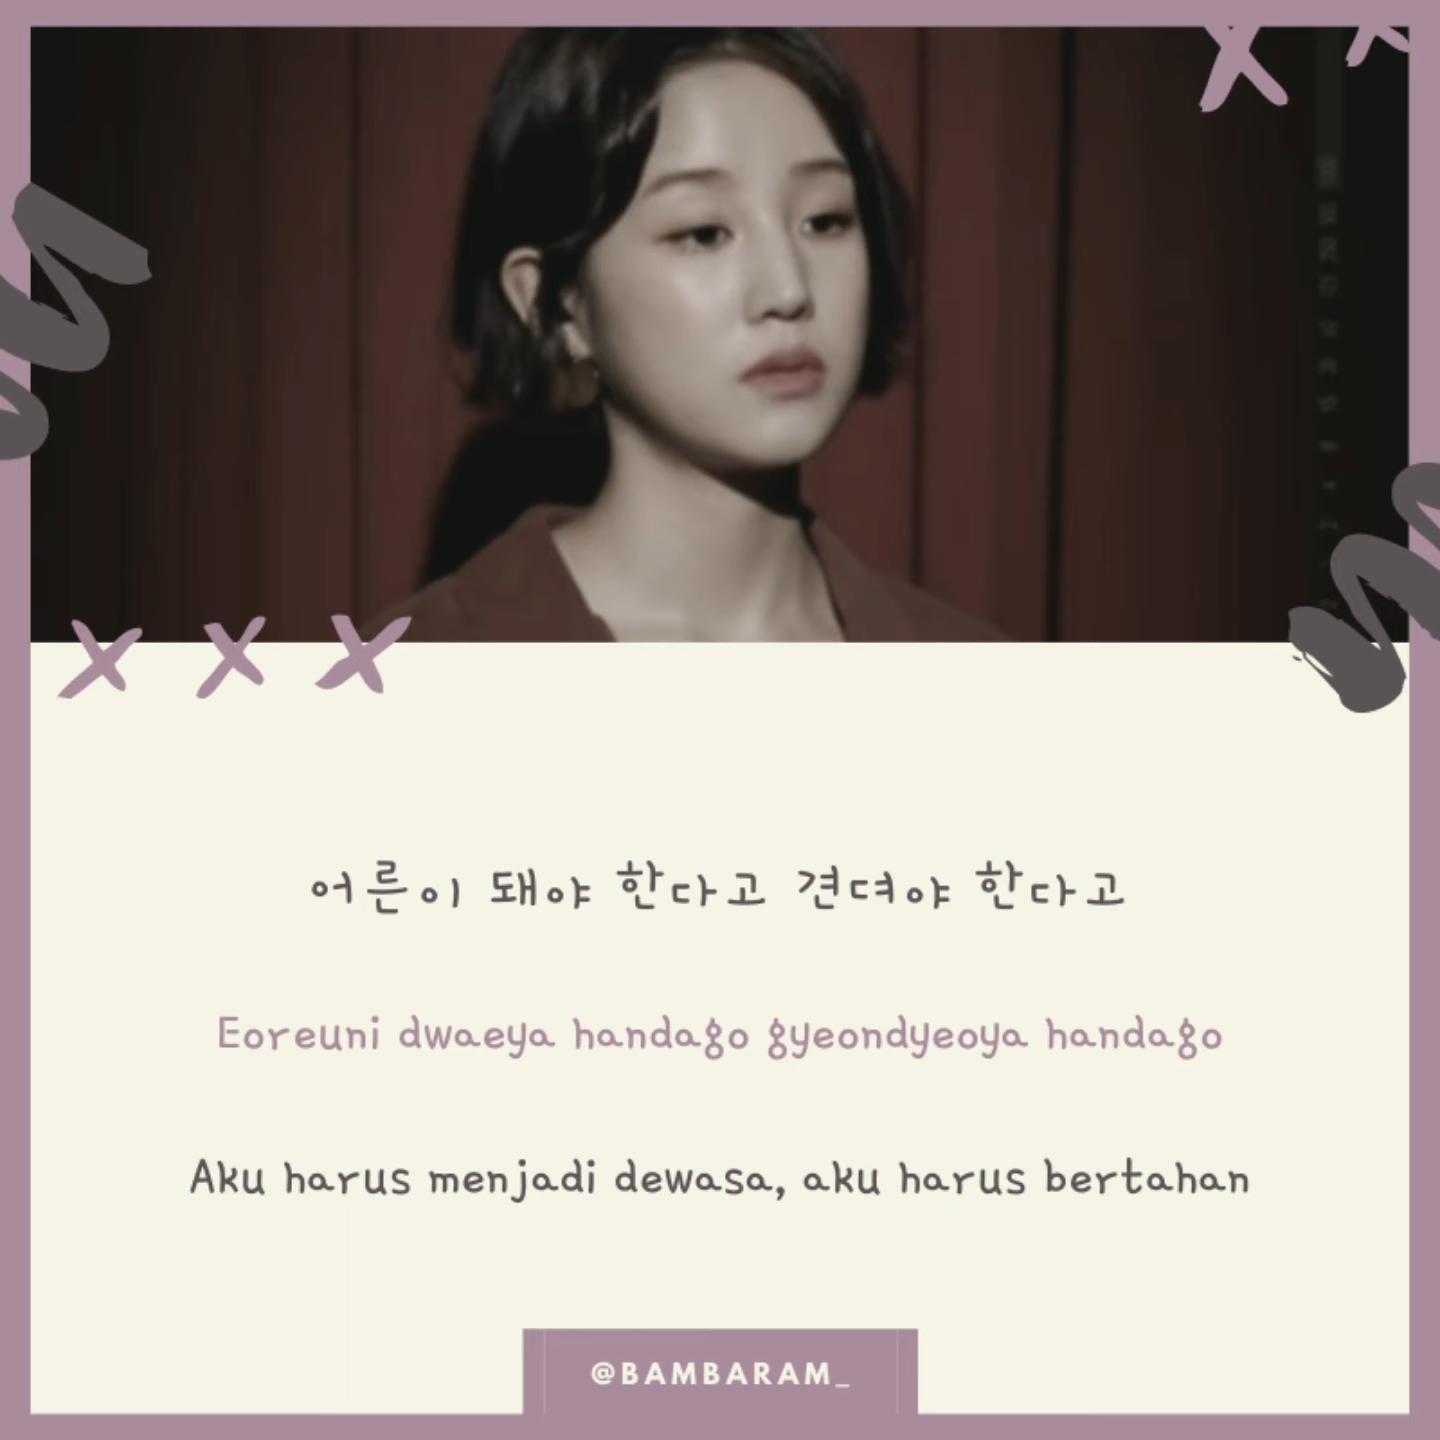 어른이 돼야 한다고 견뎌야 한다고
Eoreuni dwaeya handago gyeondyeoya handago
Aku harus menjadi dewasa, aku harus bertahan
@BAMBARAM_